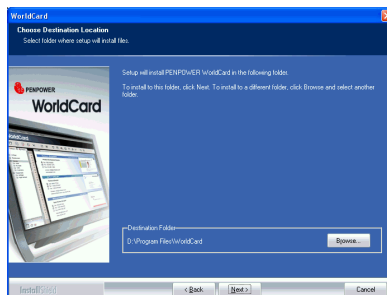 WorldCard
Choose Destination Location
Select folder where setup will install files.
Setup will install PENPOWER WorldCard in the following folder.
To install to this folder, click Next. To install to a different folder, click Browse and select another
folder.
PENPOWER
WorldCard
Destination Folder
D:\Program Files\WorldCard
Browse...
InstallShield
< Back
Next >
Cancel